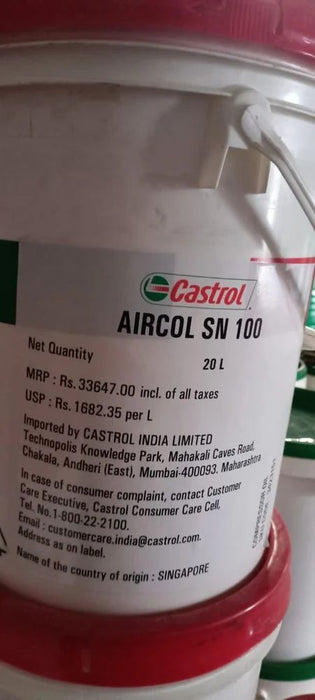 Castrol
AIRCOL SN 100
Net Quantity 20 L
MRP : Rs. 33647.00 incl. of all taxes
USP : Rs. 1682.35 per L
Imported by CASTROL INDIA LIMITED
Technopolis Knowledge Park, Mahakali Caves Road,
Chakala, Andheri (East), Mumbai-400093. Maharashtra
In case of consumer complaint, contact Customer
Care Executive, Castrol Consumer Care Cell,
Tel. No.1-800-22-2100.
Email : customercare.india@castrol.com.
Address as on label.
Name of the country of origin : SINGAPORE
COMPRESSOR OIL